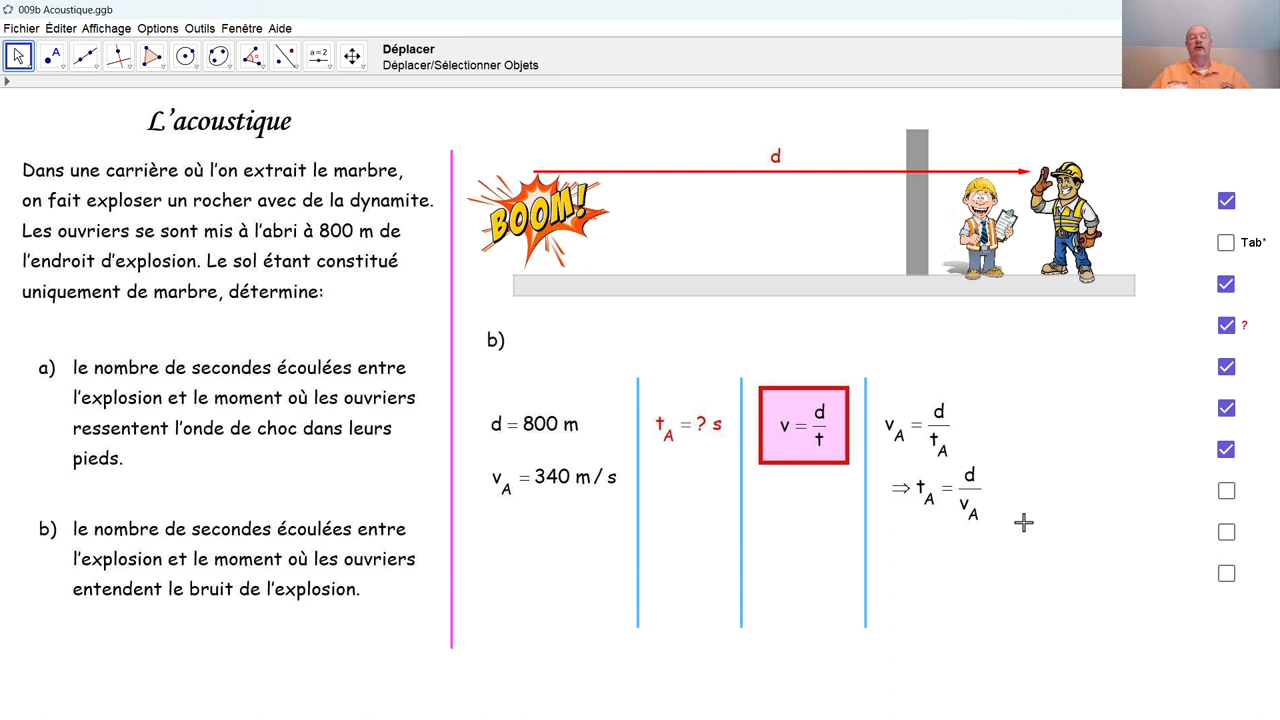 009b Acoustique.ggb
Fichier Éditer Affichage Options Outils Fenêtre Aide
A
a=2
Déplacer
Déplacer/Sélectionner Objets
L'acoustique
Dans une carrière où l'on extrait le marbre,
on fait exploser un rocher avec de la dynamite.
Les ouvriers se sont mis à l'abri à 800 m de
l'endroit d'explosion. Le sol étant constitué
uniquement de marbre, détermine:
a) le nombre de secondes écoulées entre
l'explosion et le moment où les ouvriers
ressentent l'onde de choc dans leurs
pieds.
b) le nombre de secondes écoulées entre
l'explosion et le moment où les ouvriers
entendent le bruit de l'explosion.
d
BOOM!
b)
d = 800 m
v_A = 340 m/s
t_A = ? s
v = d/t
v_A = d/t_A
⇒ t_A = d/v_A
Tab*
?